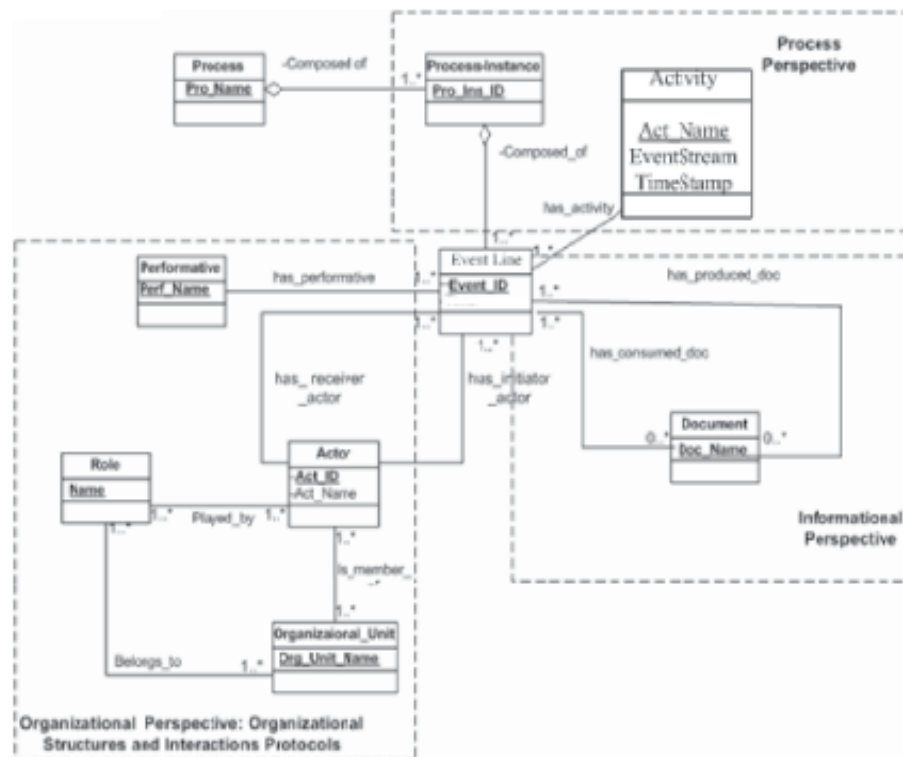 Process
Perspective
Process
Pro_Name
-Composed of
1..*
Process-Instance
Pro_Ins_ID
Activity
Act_Name
EventStream
TimeStamp
-Composed_of
has_activity
1..*
1..*
Performative
Perf_Name
has_performative
1..*
Event Line
Event_ID
1..*
has_produced_doc
1..*
1..*
1..*
has_consumed_doc
has_ receiver
_actor
has_initiator
_actor
Document
Doc_Name
0..*
0..*
Role
Name
Actor
-Act_ID
-Act_Name
1..*
1..*
Played_by
1..*
1..*
Is_member_
1..*
Organizaional_Unit
Org_Unit_Name
Belongs_to
1..*
Informational
Perspective
Organizational Perspective: Organizational
Structures and Interactions Protocols